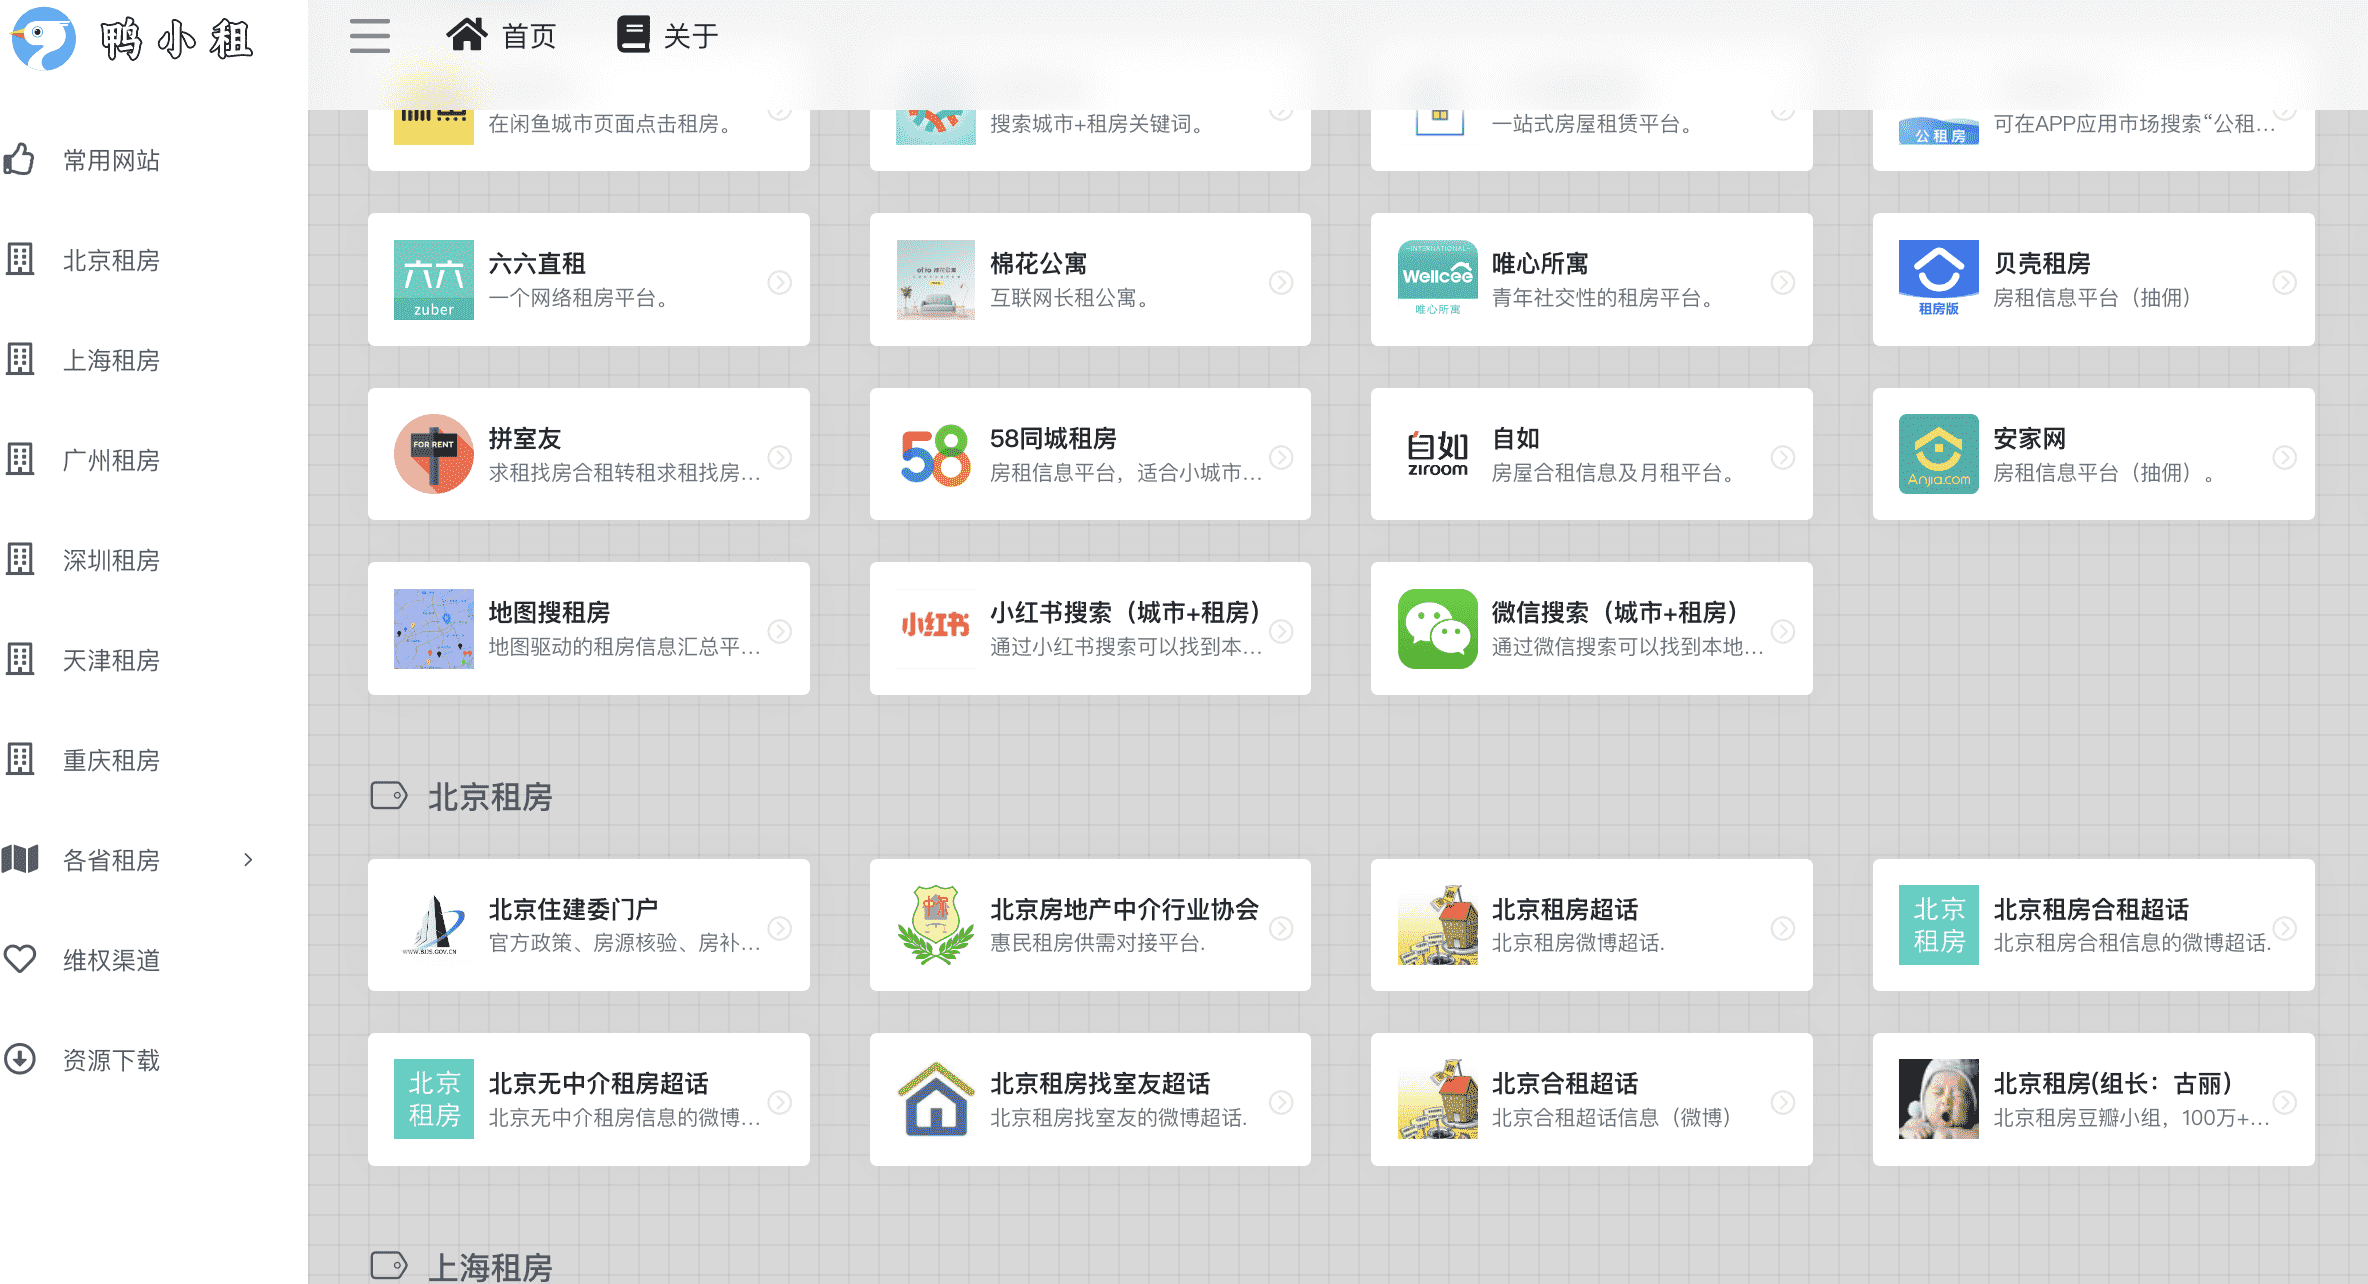 鸭小租
首页
关于
常用网站
北京租房
上海租房
广州租房
深圳租房
天津租房
重庆租房
各省租房
维权渠道
资源下载
在闲鱼城市页面点击租房。
搜索城市+租房关键词。
一站式房屋租赁平台。
公租房
可在APP应用市场搜索“公租...
六六
zuber
六六直租
一个网络租房平台。
棉花公寓
互联网长租公寓。
INTERNATIONAL
Wellcee
唯心所寓
唯心所寓
青年社交性的租房平台。
租房版
贝壳租房
房租信息平台（抽佣）
FOR RENT
拼室友
求租找房合租转租求租找房...
58
58同城租房
房租信息平台，适合小城市...
自如
ziroom
自如
房屋合租信息及月租平台。
Anjia.com
安家网
房租信息平台（抽佣）。
地图搜租房
地图驱动的租房信息汇总平...
小红书
小红书搜索（城市+租房）
通过小红书搜索可以找到本...
微信搜索（城市+租房）
通过微信搜索可以找到本地...
北京租房
WWW.BJJS.GOV.CN
北京住建委门户
官方政策、房源核验、房补...
北京房地产中介行业协会
惠民租房供需对接平台.
北京租房超话
北京租房微博超话.
北京
租房
北京租房合租超话
北京租房合租信息的微博超话.
北京
租房
北京无中介租房超话
北京无中介租房信息的微博...
北京租房找室友超话
北京租房找室友的微博超话.
北京合租超话
北京合租超话信息（微博）
北京租房(组长：古丽）
北京租房豆瓣小组，100万+...
上海租房